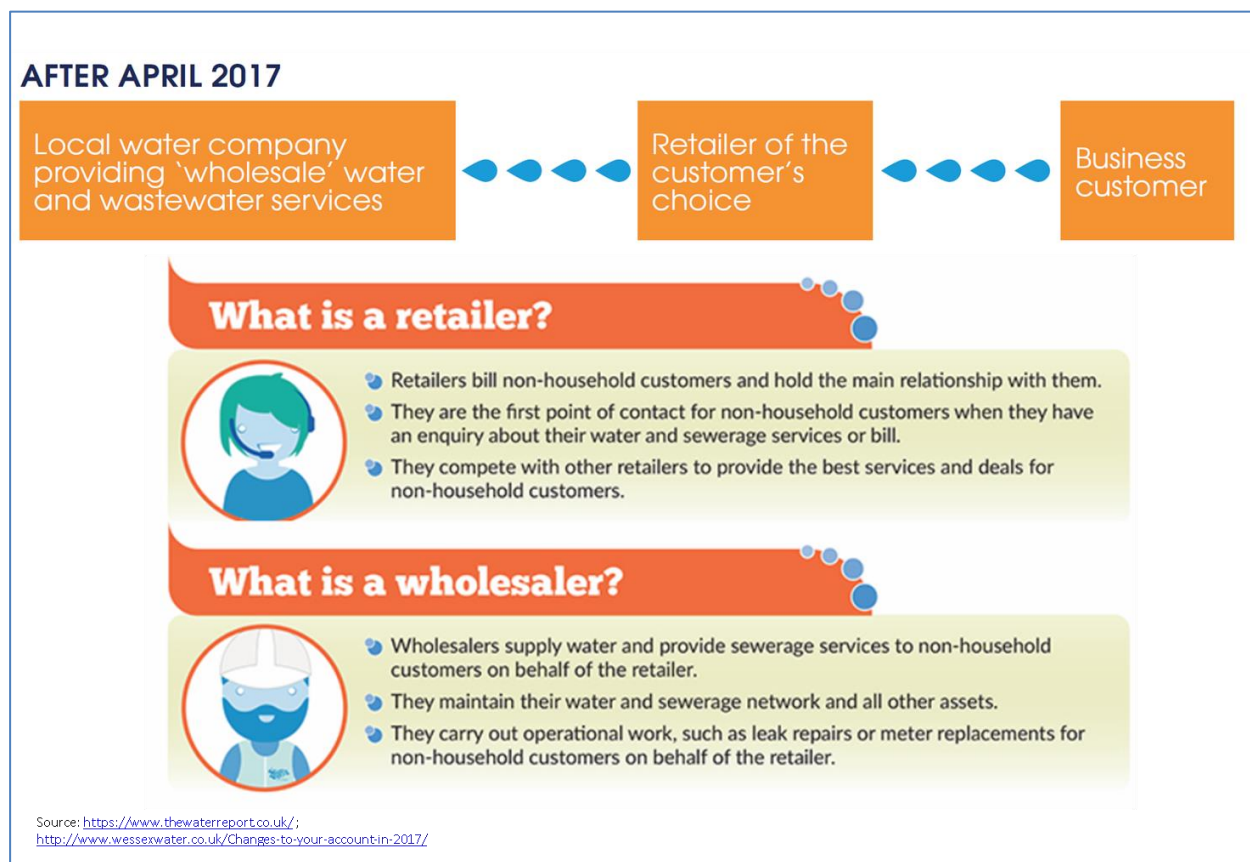 AFTER APRIL 2017
Local water company
providing ‘wholesale’ water
and wastewater services
Retailer of the
customer’s
choice
Business
customer
What is a retailer?
Retailers bill non-household customers and hold the main relationship with them.
They are the first point of contact for non-household customers when they have
an enquiry about their water and sewerage services or bill.
They compete with other retailers to provide the best services and deals for
non-household customers.
What is a wholesaler?
Wholesalers supply water and provide sewerage services to non-household
customers on behalf of the retailer.
They maintain their water and sewerage network and all other assets.
They carry out operational work, such as leak repairs or meter replacements for
non-household customers on behalf of the retailer.
Source: https://www.thewaterreport.co.uk/;
http://www.wessexwater.co.uk/Changes-to-your-account-in-2017/